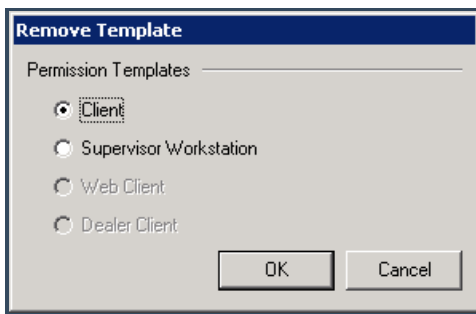 Remove Template
Permission Templates
Client
Supervisor Workstation
Web Client
Dealer Client
OK Cancel